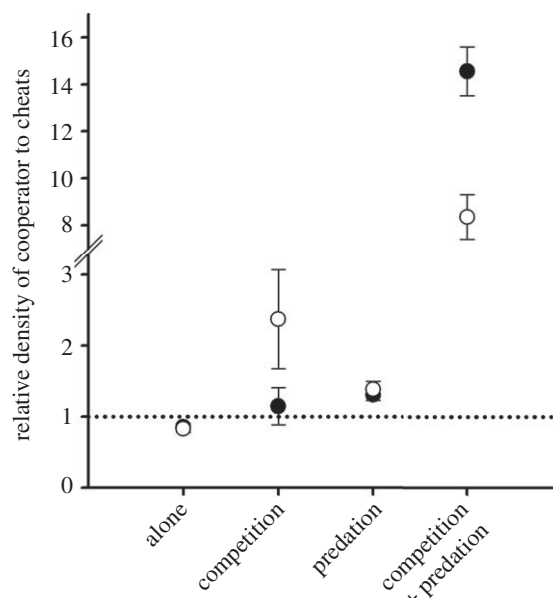 relative density of cooperator to cheats
16
14
12
10
8
3
2
1
0
alone
competition
predation
competition
+ predation